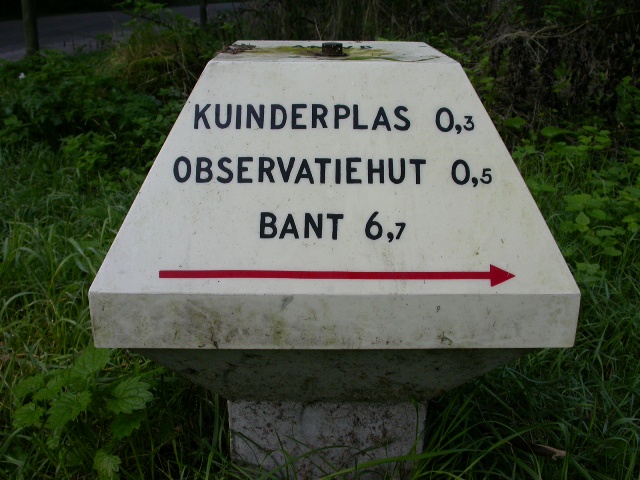 KUINDERPLAS 0,3
OBSERVATIEHUT 0,5
BANT 6,7